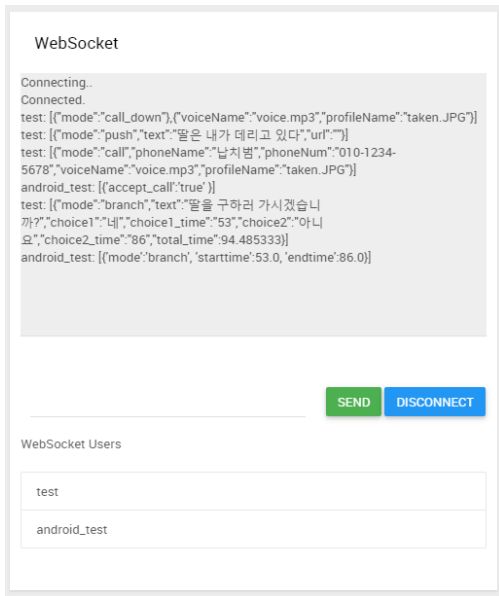 WebSocket
Connecting..
Connected.
test: [{"mode":"call_down"},{"voiceName":"voice.mp3","profileName":"taken.JPG"}]
test: [{"mode":"push","text":"딸은 내가 데리고 있다","url":""}]
test: [{"mode":"call","phoneName":"납치범","phoneNum":"010-1234-
5678","voiceName":"voice.mp3","profileName":"taken.JPG"}]
android_test: [{'accept_call':'true' }]
test: [{"mode":"branch","text":"딸을 구하러 가시겠습니
까?","choice1":"네","choice1_time":"53","choice2":"아니
요","choice2_time":"86","total_time":94.485333}]
android_test: [{'mode':'branch', 'starttime':53.0, 'endtime':86.0}]
SEND DISCONNECT
WebSocket Users
test
android_test